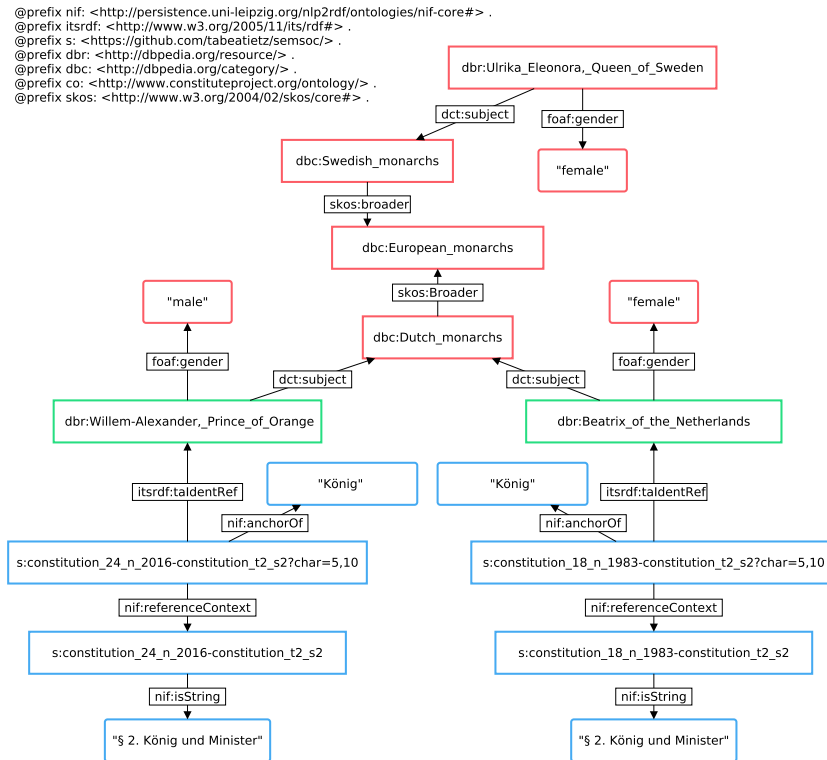 @prefix nif: <http://persistence.uni-leipzig.org/nlp2rdf/ontologies/nif-core#> .
@prefix itsrdf: <http://www.w3.org/2005/11/its/rdf#> .
@prefix s: <https://github.com/tabeatietz/semsoc/> .
@prefix dbr: <http://dbpedia.org/resource/> .
@prefix dbc: <http://dbpedia.org/category/> .
@prefix co: <http://www.constituteproject.org/ontology/> .
@prefix skos: <http://www.w3.org/2004/02/skos/core#> .
dbr:Ulrika_Eleonora,_Queen_of_Sweden
dct:subject
foaf:gender
dbc:Swedish_monarchs
"female"
skos:broader
dbc:European_monarchs
skos:Broader
"male"
"female"
dbc:Dutch_monarchs
foaf:gender
foaf:gender
dct:subject
dct:subject
dbr:Willem-Alexander,_Prince_of_Orange
dbr:Beatrix_of_the_Netherlands
itsrdf:taIdentRef
"König"
"König"
itsrdf:taIdentRef
nif:anchorOf
nif:anchorOf
s:constitution_24_n_2016-constitution_t2_s2?char=5,10
s:constitution_18_n_1983-constitution_t2_s2?char=5,10
nif:referenceContext
nif:referenceContext
s:constitution_24_n_2016-constitution_t2_s2
s:constitution_18_n_1983-constitution_t2_s2
nif:isString
nif:isString
"§ 2. König und Minister"
"§ 2. König und Minister"